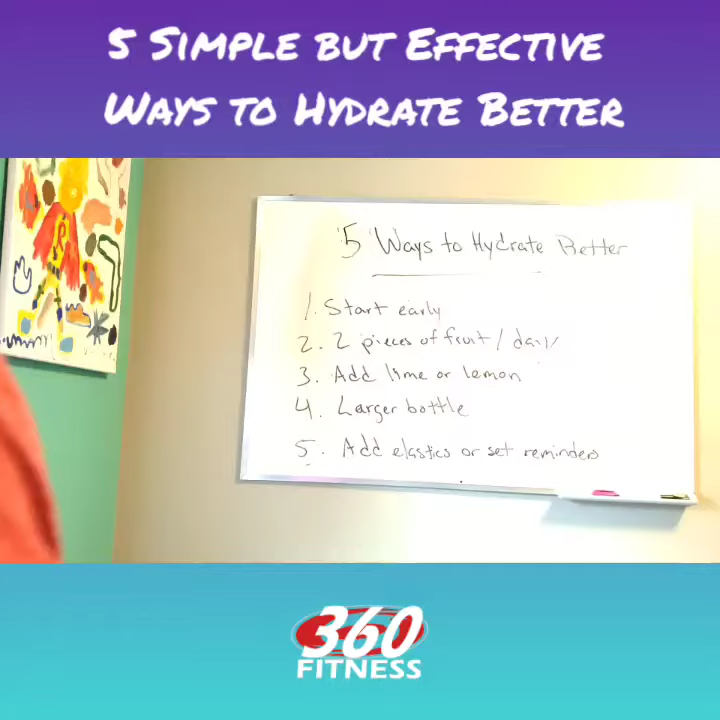 5 Simple but Effective
Ways to Hydrate Better
5 Ways to Hydrate Better
1. Start early
2. 2 pieces of fruit / daily
3. Add lime or lemon
4. Larger bottle
5. Add elastics or set reminders
R
360
FITNESS